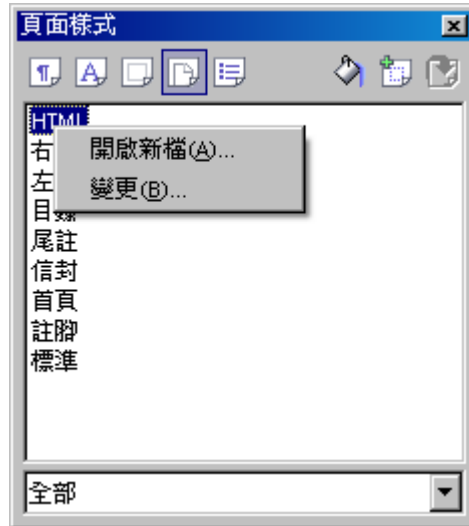 頁面樣式
HTML
右
開啟新檔(A)...
左
變更(B)...
目錄
尾註
信封
首頁
註腳
標準
全部